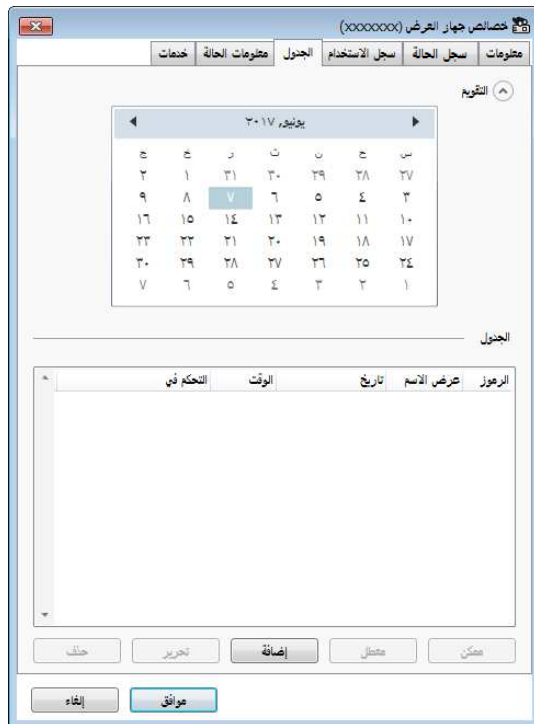 خصائص جهاز العرض (xxxxxxx)
معلومات سجل الحالة سجل الاستخدام الجدول معلومات الحالة خدمات
التقويم
يونيو, ٢٠١٧
س ح ن ث ر خ ج
٢٧ ٢٨ ٢٩ ٣٠ ٣١ ١ ٢
٣ ٤ ٥ ٦ ٧ ٨ ٩
١٠ ١١ ١٢ ١٣ ١٤ ١٥ ١٦
١٧ ١٨ ١٩ ٢٠ ٢١ ٢٢ ٢٣
٢٤ ٢٥ ٢٦ ٢٧ ٢٨ ٢٩ ٣٠
١ ٢ ٣ ٤ ٥ ٦ ٧
الجدول
الرموز عرض الاسم تاريخ الوقت التحكم في
ممكن متعطل إضافة تحرير حذف
موافق إلغاء